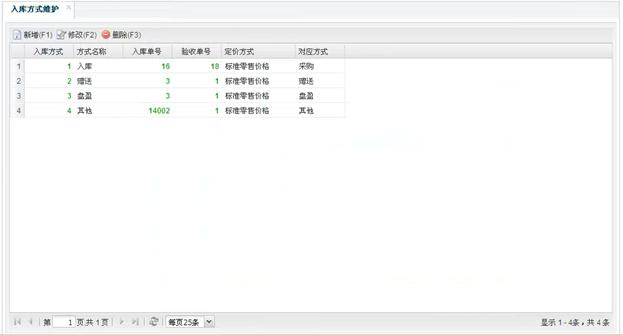 入库方式维护
新增(F1) 修改(F2) 删除(F3)
入库方式 方式名称 入库单号 验收单号 定价方式 对应方式
1 1 入库 16 18 标准零售价格 采购
2 2 赠送 3 1 标准零售价格 赠送
3 3 盘盈 3 1 标准零售价格 盘盈
4 4 其他 14002 1 标准零售价格 其他
第 1 页,共 1 页 每页25条 显示 1 - 4条，共 4 条